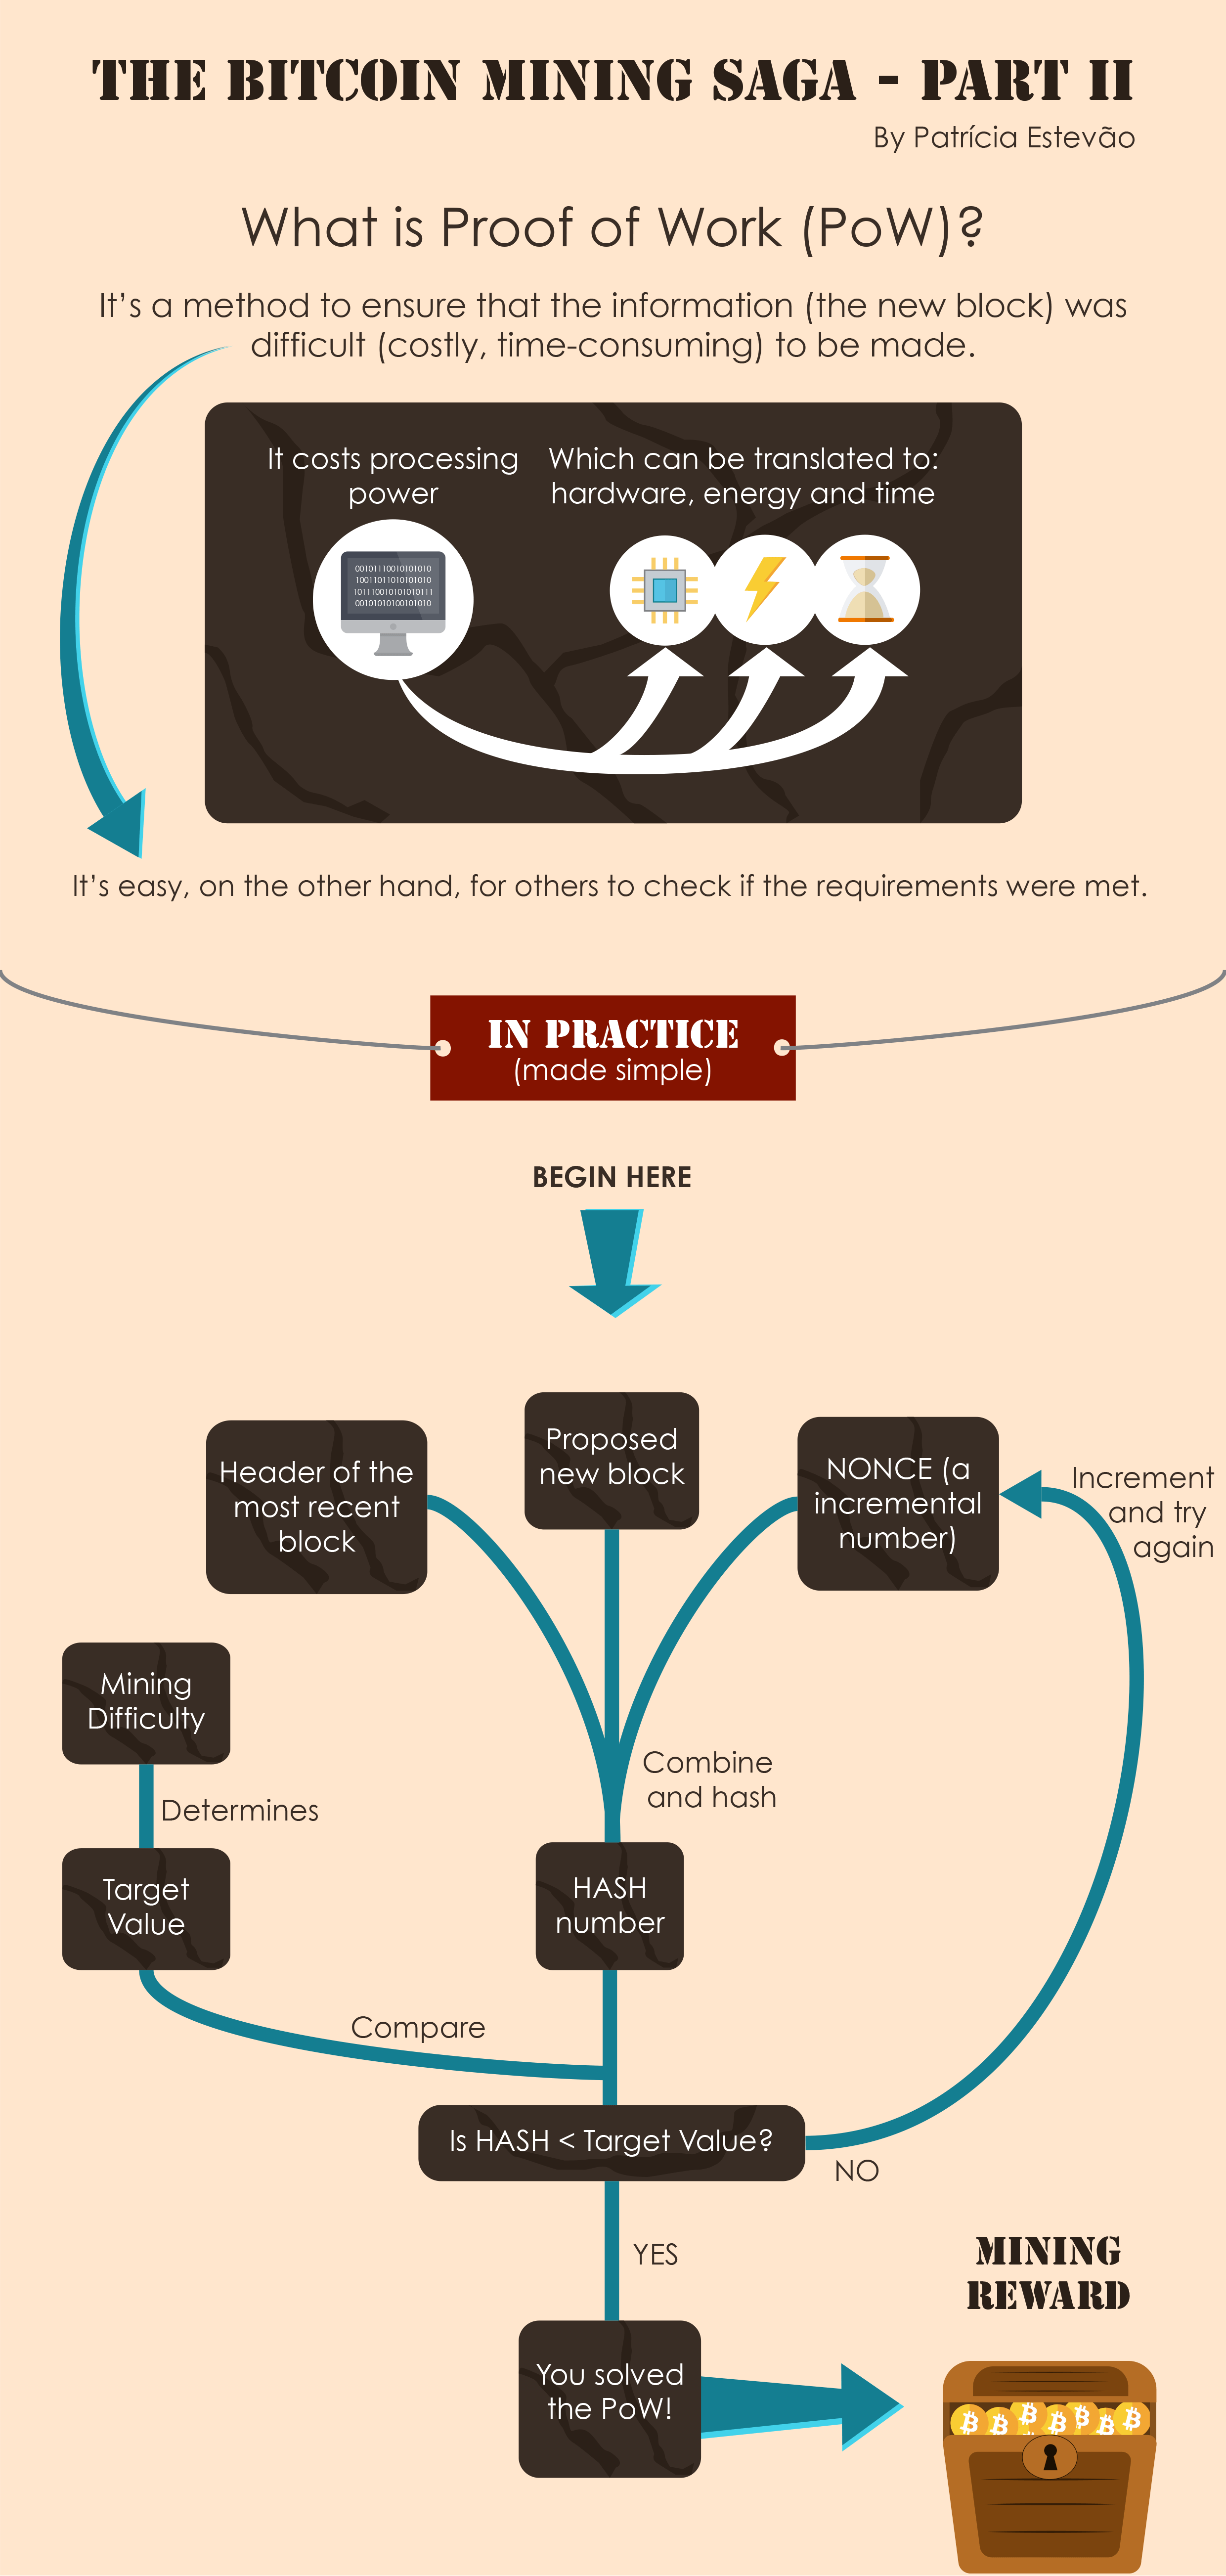 THE BITCOIN MINING SAGA - PART II
By Patrícia Estevão
What is Proof of Work (PoW)?
It's a method to ensure that the information (the new block) was
difficult (costly, time-consuming) to be made.
It costs processing
power
Which can be translated to:
hardware, energy and time
00101110010101010
10011011010101010
10111001010101010111
00101010100101010
It's easy, on the other hand, for others to check if the requirements were met.
IN PRACTICE
(made simple)
BEGIN HERE
Header of the
most recent
block
Proposed
new block
NONCE (a
incremental
number)
Increment
and try
again
Mining
Difficulty
Determines
Combine
and hash
Target
Value
HASH
number
Compare
Is HASH < Target Value?
NO
YES
MINING
REWARD
You solved
the PoW!